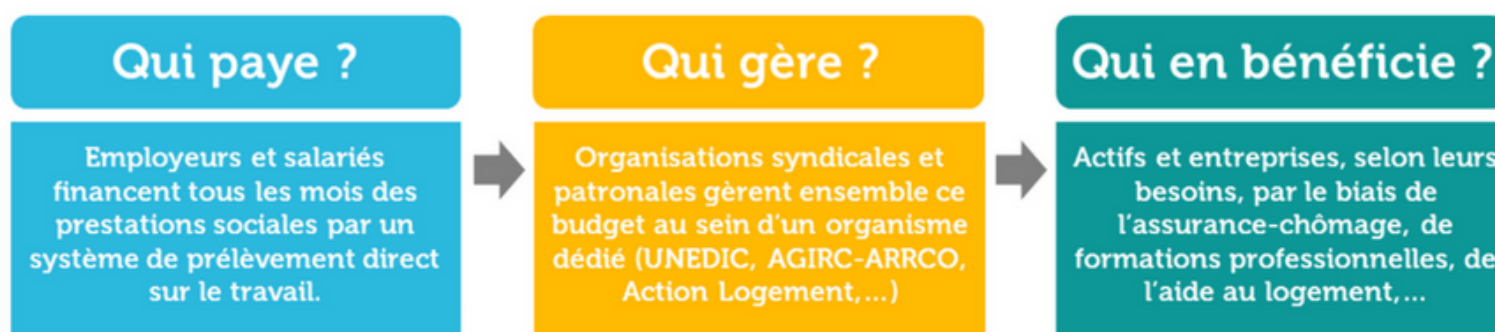 Qui paye ?
Employeurs et salariés
financent tous les mois des
prestations sociales par un
système de prélèvement direct
sur le travail.
Qui gère ?
Organisations syndicales et
patronales gèrent ensemble ce
budget au sein d'un organisme
dédié (UNEDIC, AGIRC-ARRCO,
Action Logement,...)
Qui en bénéficie ?
Actifs et entreprises, selon leurs
besoins, par le biais de
l'assurance-chômage, de
formations professionnelles, de
l'aide au logement,...